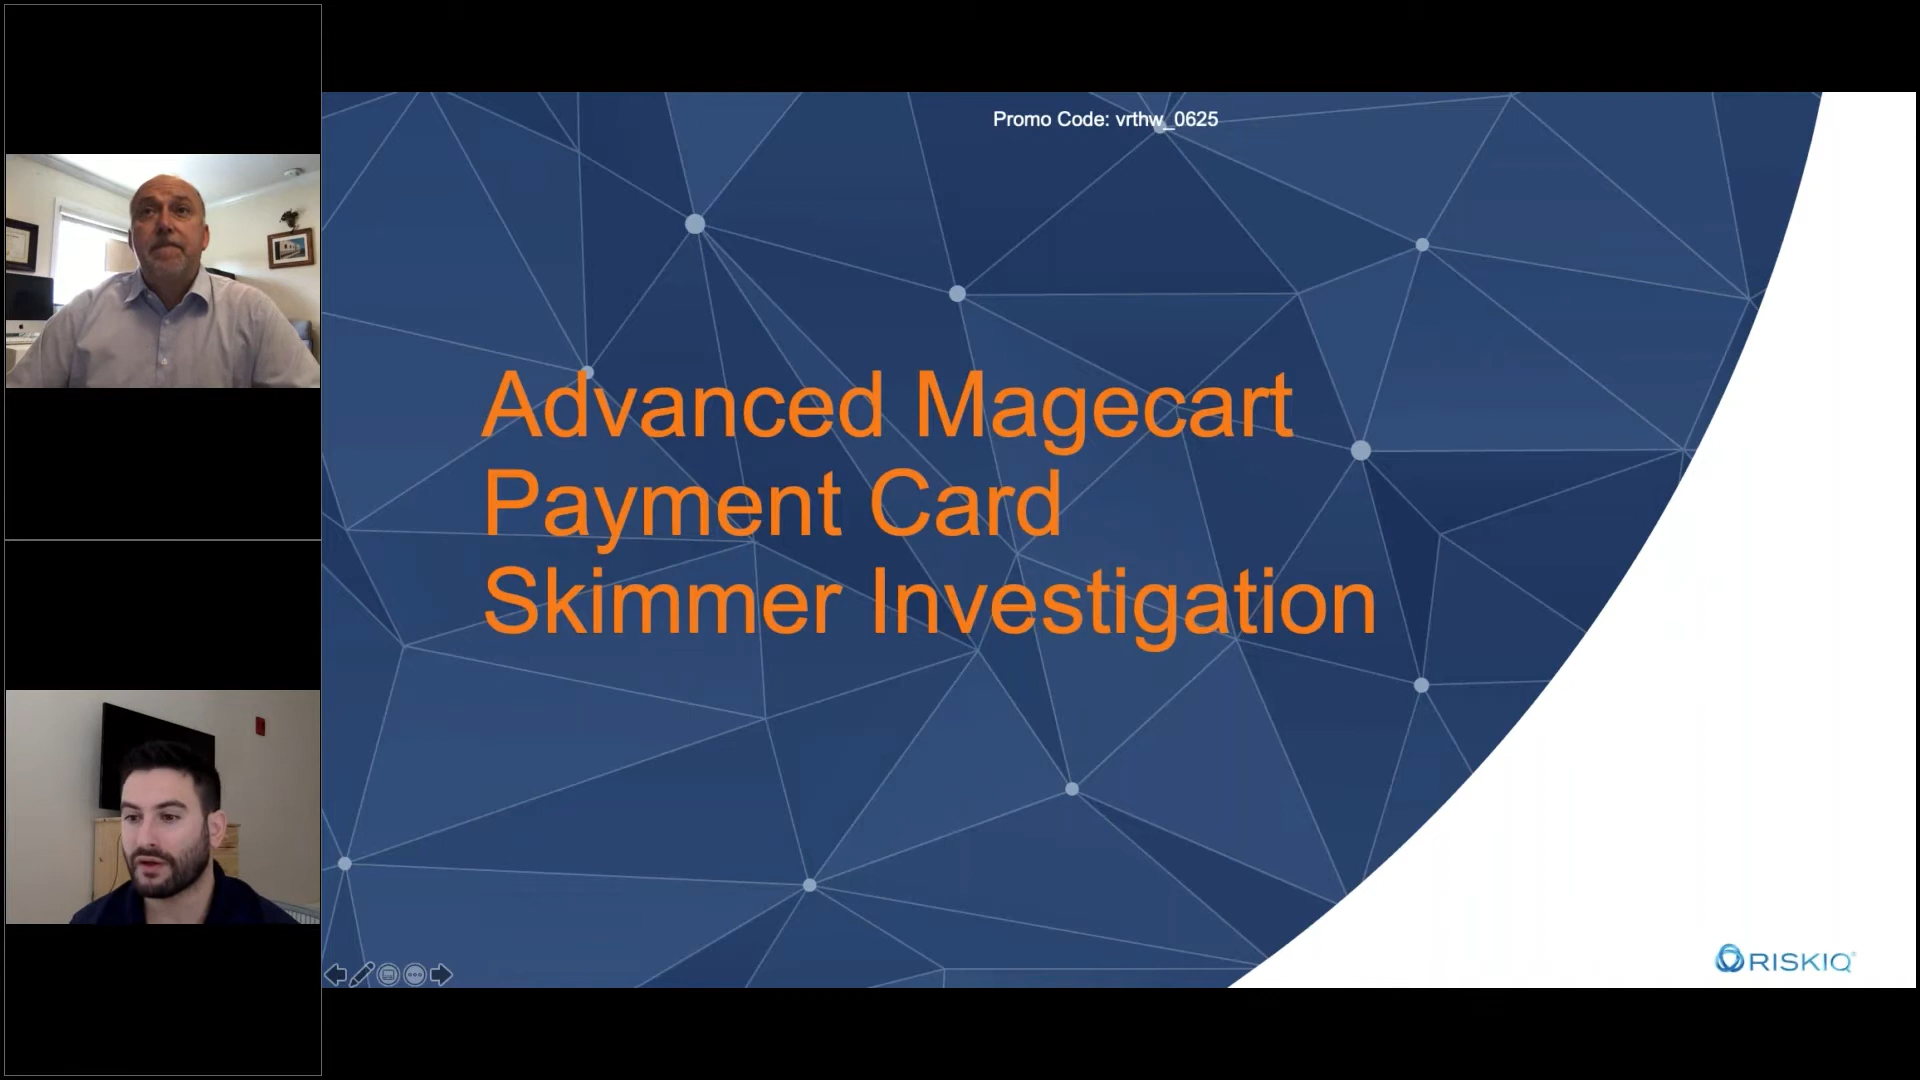 Promo Code: vrthw_0625
Advanced Magecart
Payment Card
Skimmer Investigation
RISKIQ